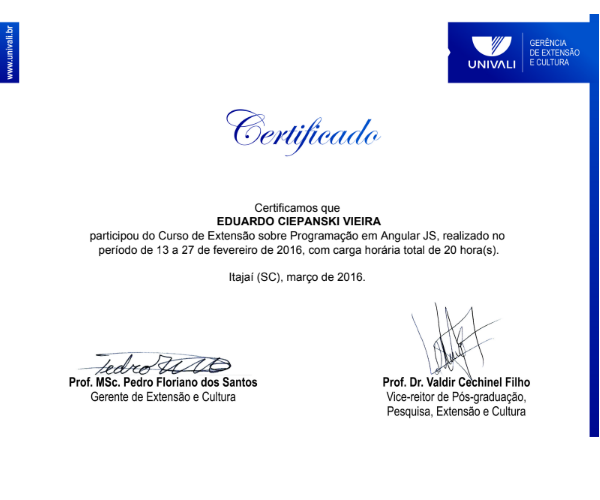 www.univali.br
UNIVALI
GERÊNCIA
DE EXTENSÃO
E CULTURA
Certificado
Certificamos que
EDUARDO CIEPANSKI VIEIRA
participou do Curso de Extensão sobre Programação em Angular JS, realizado no
período de 13 a 27 de fevereiro de 2016, com carga horária total de 20 hora(s).
Itajaí (SC), março de 2016.
Prof. MSc. Pedro Floriano dos Santos
Gerente de Extensão e Cultura
Prof. Dr. Valdir Cechinel Filho
Vice-reitor de Pós-graduação,
Pesquisa, Extensão e Cultura